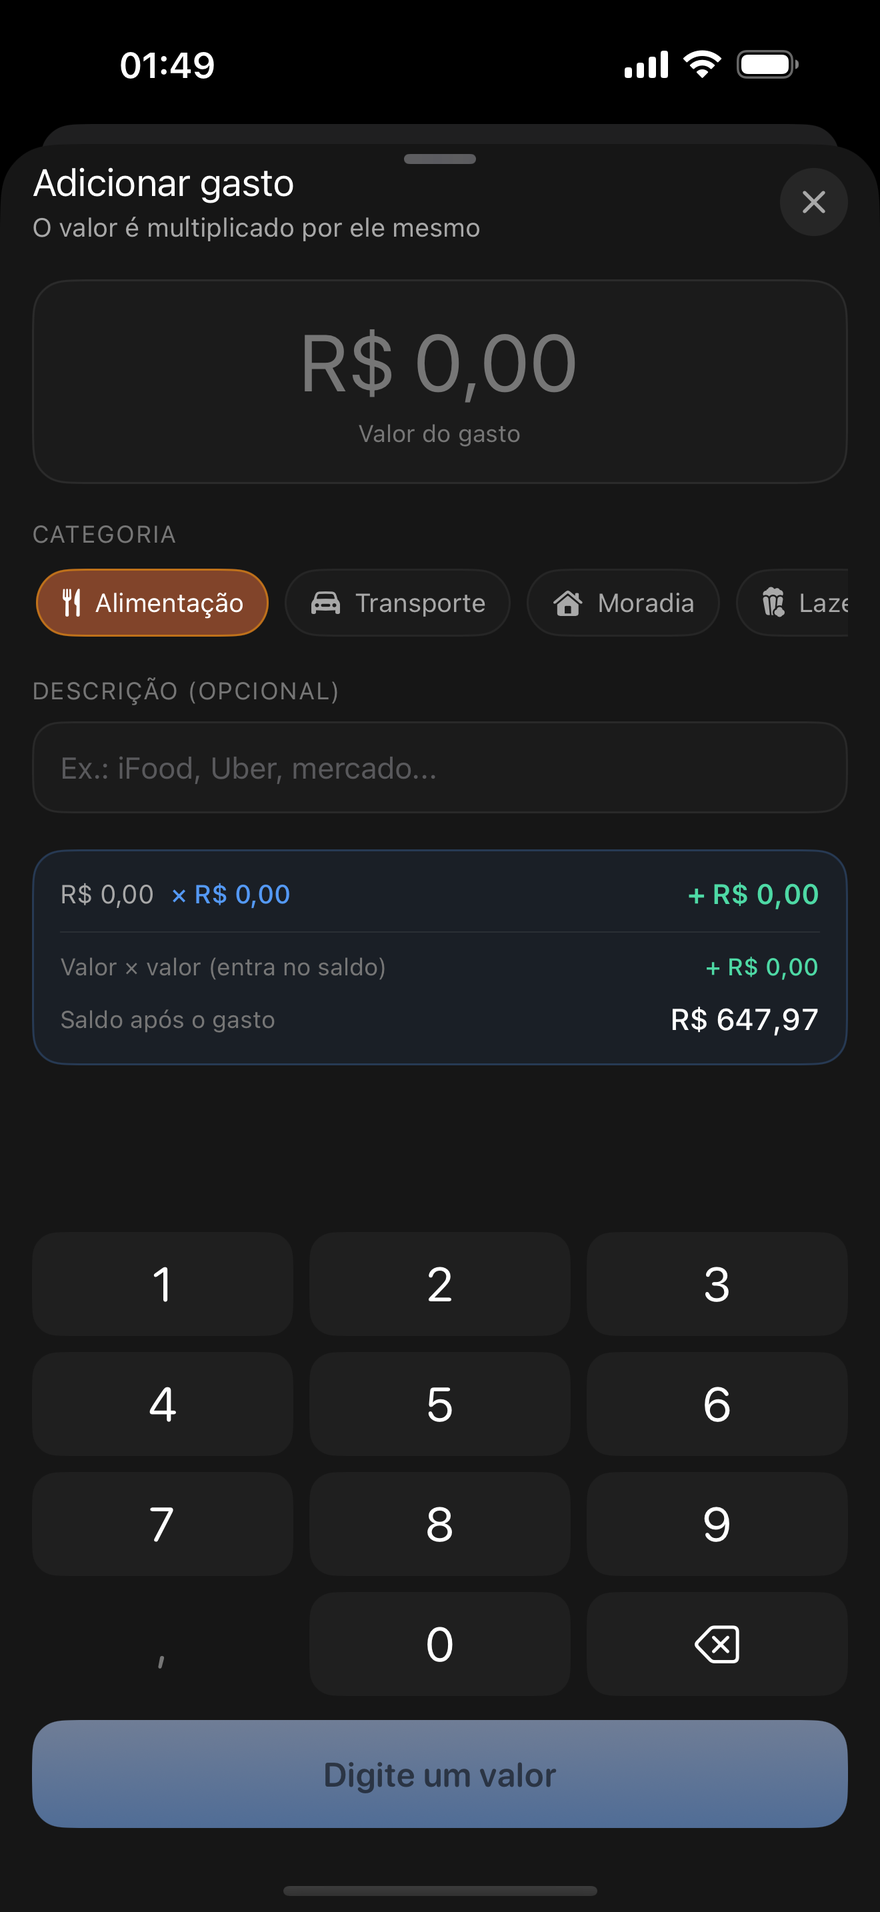 01:49
Adicionar gasto
O valor é multiplicado por ele mesmo
R$ 0,00
Valor do gasto
CATEGORIA
Alimentação Transporte Moradia Laze
DESCRIÇÃO (OPCIONAL)
Ex.: iFood, Uber, mercado...
R$ 0,00 × R$ 0,00 + R$ 0,00
Valor × valor (entra no saldo) + R$ 0,00
Saldo após o gasto R$ 647,97
1 2 3
4 5 6
7 8 9
, 0
Digite um valor